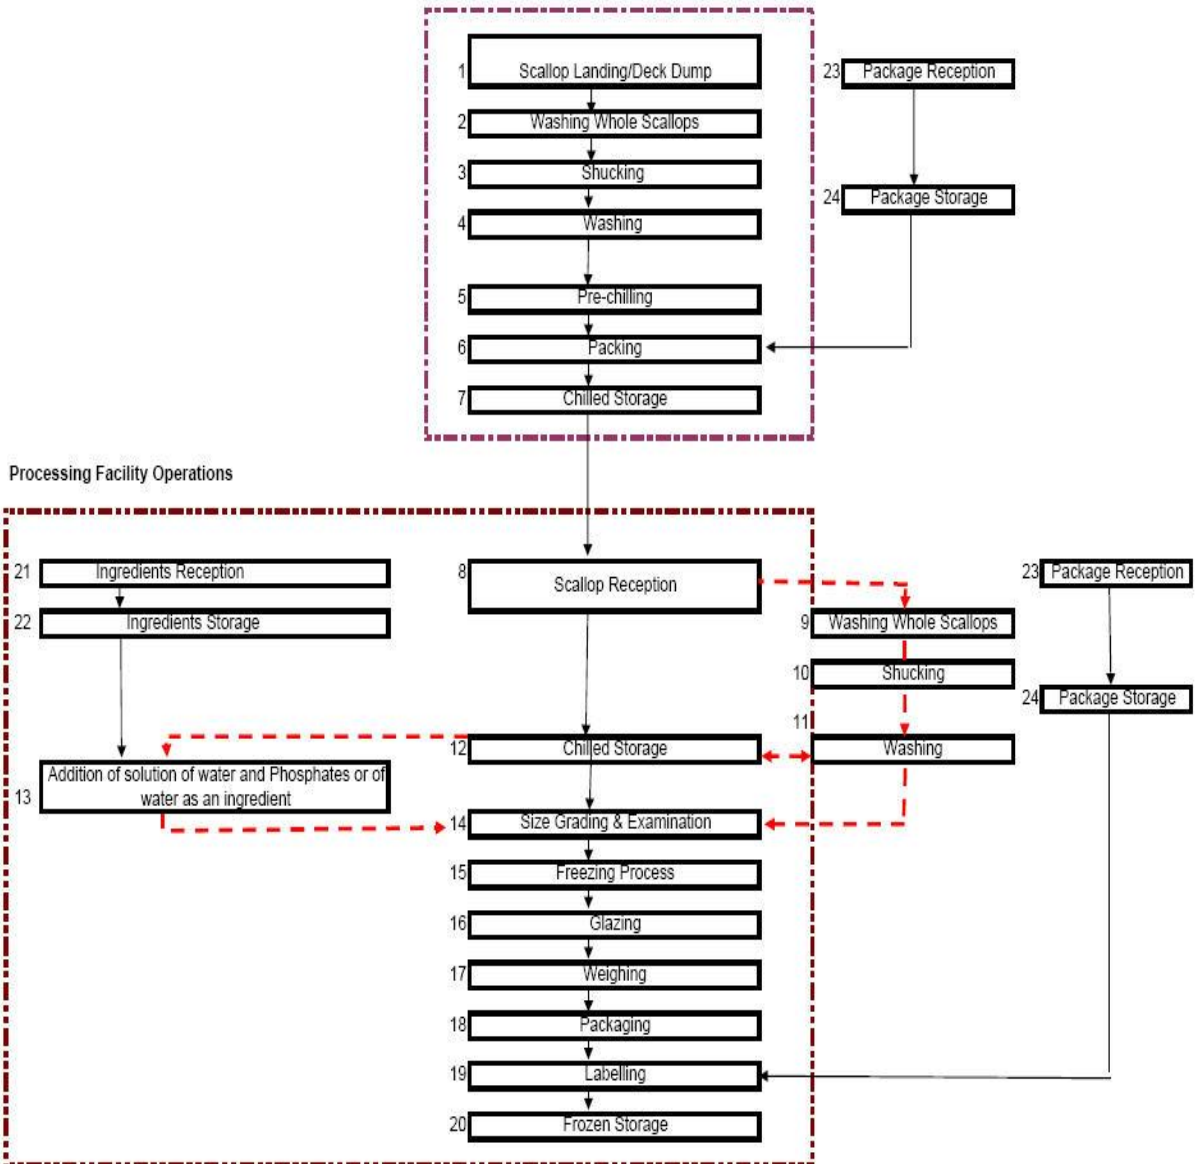 1 Scallop Landing/Deck Dump
23 Package Reception
2 Washing Whole Scallops
3 Shucking
24 Package Storage
4 Washing
5 Pre-chilling
6 Packing
7 Chilled Storage
Processing Facility Operations
21 Ingredients Reception
8 Scallop Reception
23 Package Reception
22 Ingredients Storage
9 Washing Whole Scallops
10 Shucking
24 Package Storage
11 Washing
12 Chilled Storage
13 Addition of solution of water and Phosphates or of
water as an ingredient
14 Size Grading & Examination
15 Freezing Process
16 Glazing
17 Weighing
18 Packaging
19 Labelling
20 Frozen Storage